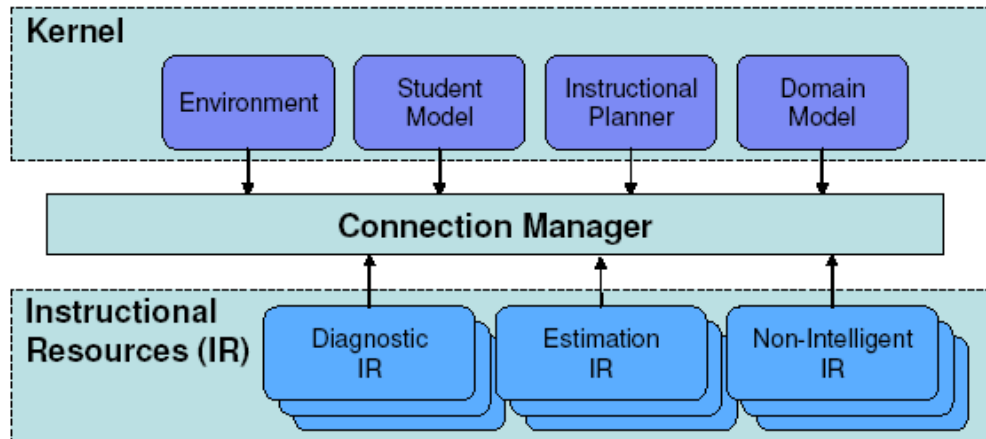 Kernel
Environment
Student
Model
Instructional
Planner
Domain
Model
Connection Manager
Instructional
Resources (IR)
Diagnostic
IR
Estimation
IR
Non-Intelligent
IR